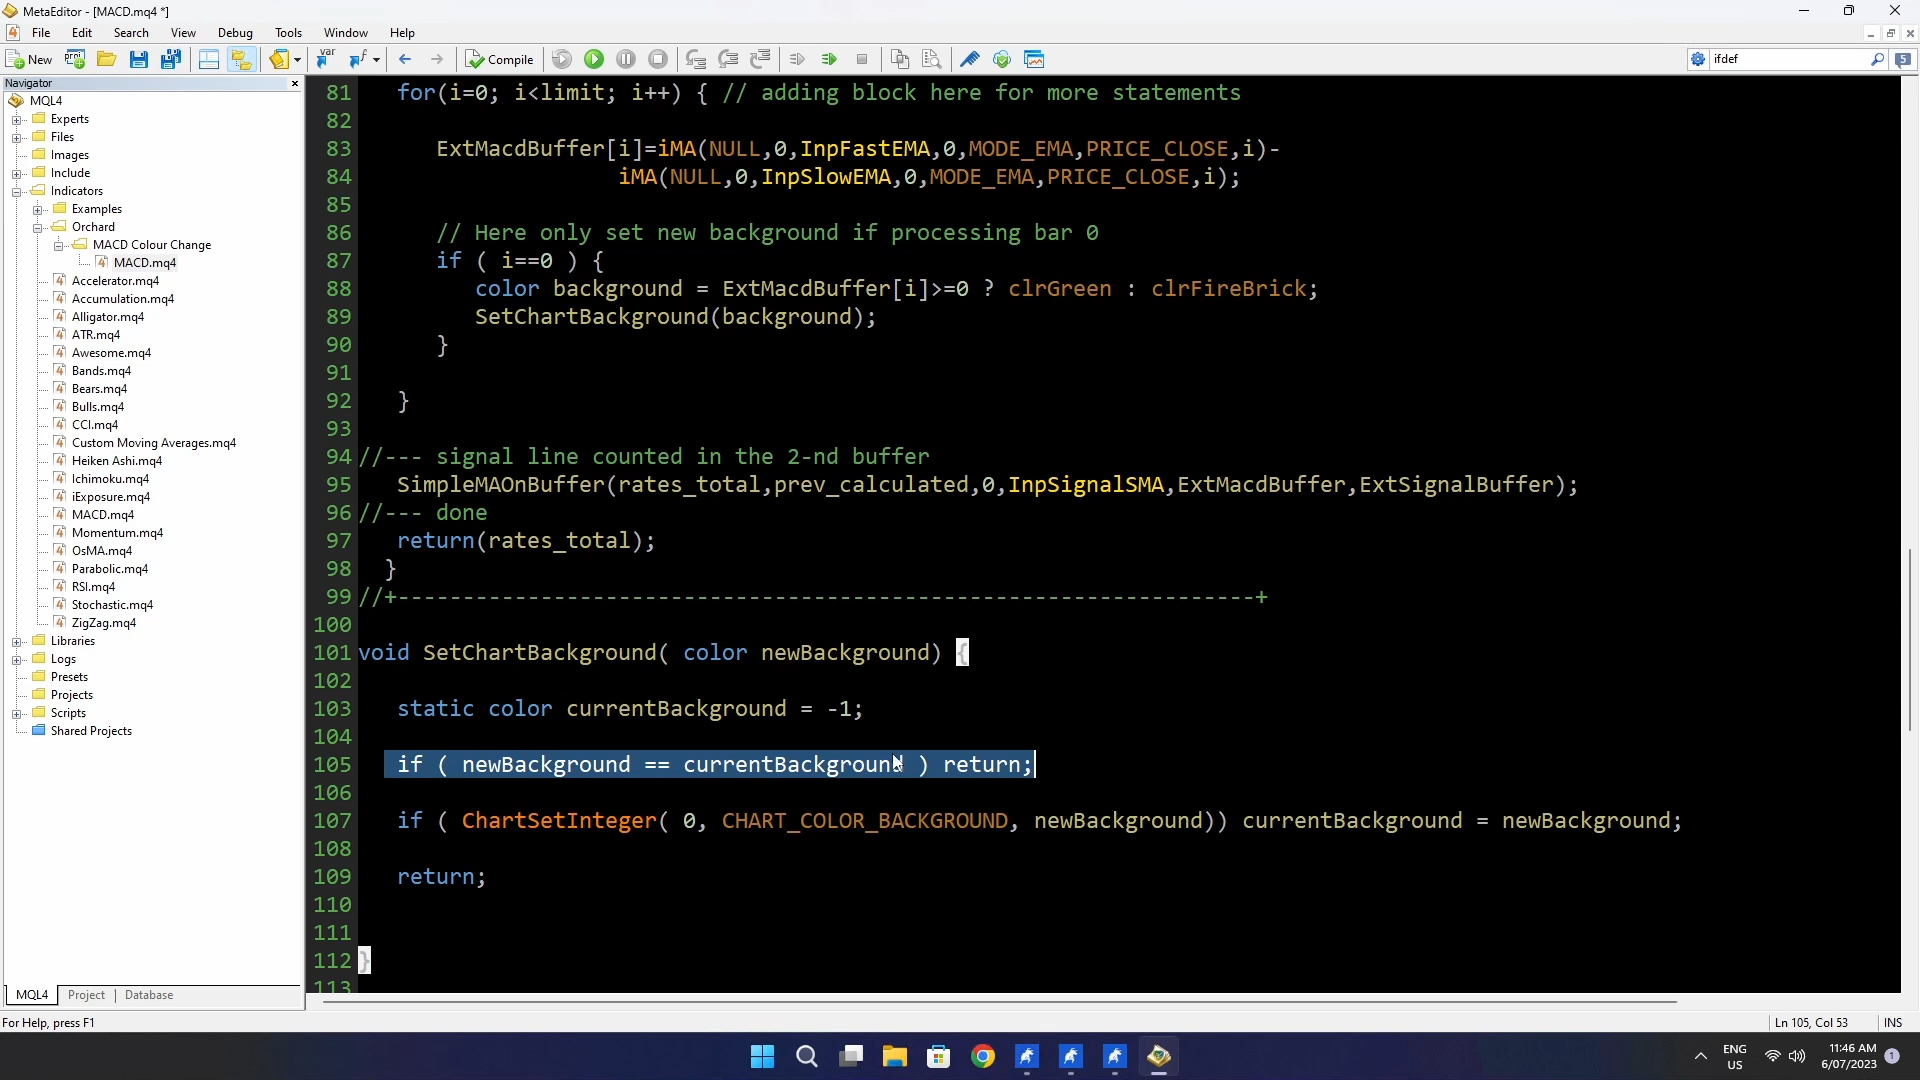 MetaEditor - [MACD.mq4 *]
File Edit Search View Debug Tools Window Help
New Compile ifdef 5
Navigator
MQL4
Experts
Files
Images
Include
Indicators
Examples
Orchard
MACD Colour Change
MACD.mq4
Accelerator.mq4
Accumulation.mq4
Alligator.mq4
ATR.mq4
Awesome.mq4
Bands.mq4
Bears.mq4
Bulls.mq4
CCI.mq4
Custom Moving Averages.mq4
Heiken Ashi.mq4
Ichimoku.mq4
iExposure.mq4
MACD.mq4
Momentum.mq4
OsMA.mq4
Parabolic.mq4
RSI.mq4
Stochastic.mq4
ZigZag.mq4
Libraries
Logs
Presets
Projects
Scripts
Shared Projects
MQL4 Project Database
81 for(i=0; i<limit; i++) { // adding block here for more statements
82
83 ExtMacdBuffer[i]=iMA(NULL,0,InpFastEMA,0,MODE_EMA,PRICE_CLOSE,i)-
84 iMA(NULL,0,InpSlowEMA,0,MODE_EMA,PRICE_CLOSE,i);
85
86 // Here only set new background if processing bar 0
87 if ( i==0 ) {
88 color background = ExtMacdBuffer[i]>=0 ? clrGreen : clrFireBrick;
89 SetChartBackground(background);
90 }
91
92 }
93
94 //--- signal line counted in the 2-nd buffer
95 SimpleMAOnBuffer(rates_total,prev_calculated,0,InpSignalSMA,ExtMacdBuffer,ExtSignalBuffer);
96 //--- done
97 return(rates_total);
98 }
99 //+------------------------------------------------------------------+
100
101 void SetChartBackground( color newBackground) {
102
103 static color currentBackground = -1;
104
105 if ( newBackground == currentBackground ) return;
106
107 if ( ChartSetInteger( 0, CHART_COLOR_BACKGROUND, newBackground)) currentBackground = newBackground;
108
109 return;
110
111
112 }
113
For Help, press F1 Ln 105, Col 53 INS
ENG US 11:46 AM 6/07/2023 1